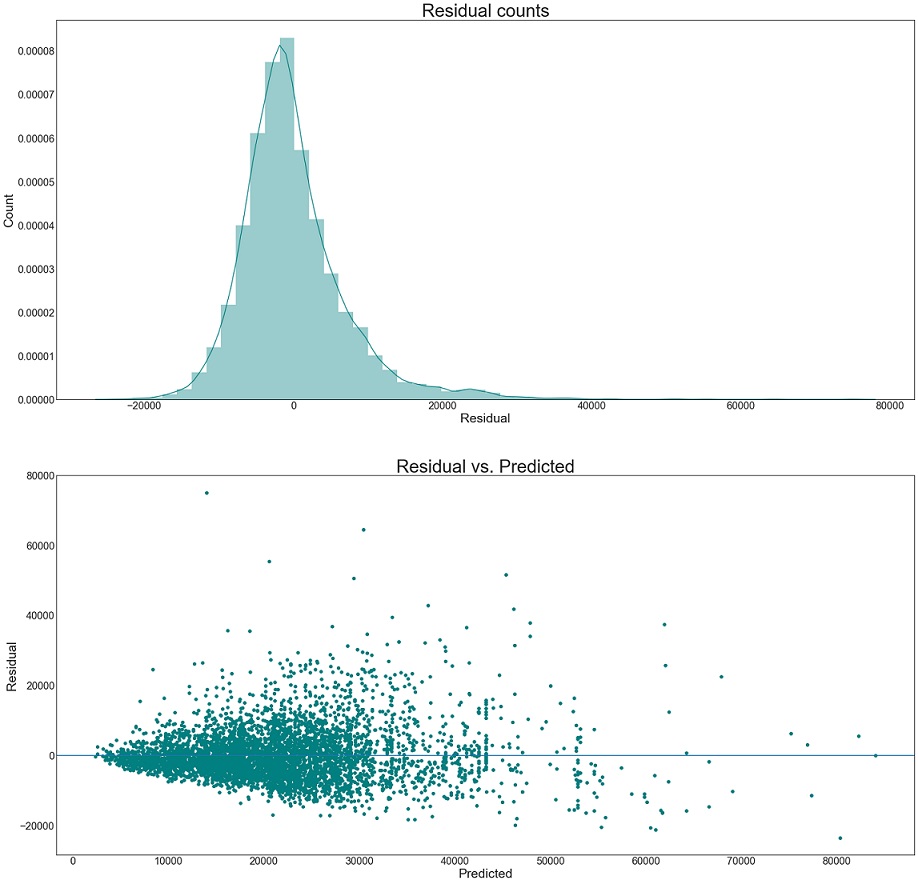 Residual counts
0.00008
0.00007
0.00006
0.00005
0.00004
0.00003
0.00002
0.00001
0.00000
Count
−20000 0 20000 40000 60000 80000
Residual
Residual vs. Predicted
80000
60000
40000
20000
0
−20000
Residual
0 10000 20000 30000 40000 50000 60000 70000 80000
Predicted